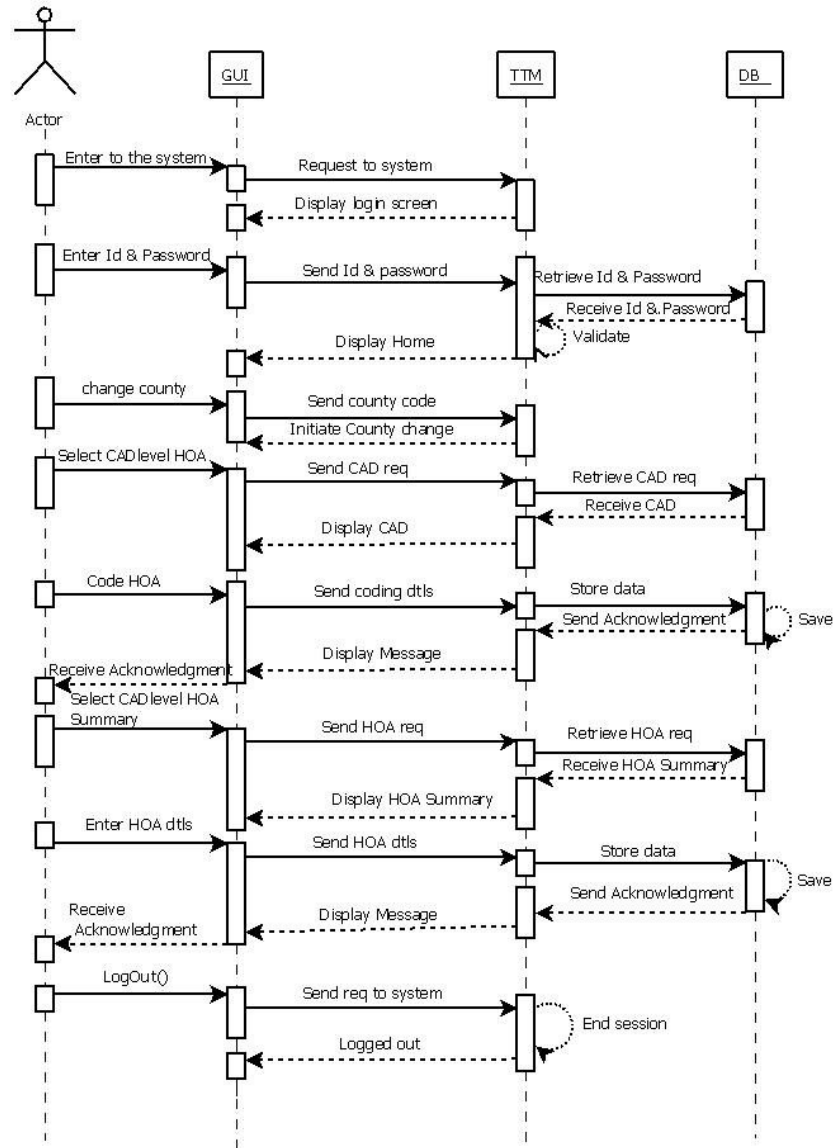 GUI
TTM
DB
Actor
Enter to the system
Request to system
Display login screen
Enter Id & Password
Send Id & password
Retrieve Id & Password
Receive Id & Password
Validate
Display Home
change county
Send county code
Initiate County change
Select CADlevel HOA
Send CAD req
Retrieve CAD req
Receive CAD
Display CAD
Code HOA
Send coding dtls
Store data
Send Acknowledgment
Save
Display Message
Receive Acknowledgment
Select CADlevel HOA
Summary
Send HOA req
Retrieve HOA req
Receive HOA Summary
Display HOA Summary
Enter HOA dtls
Send HOA dtls
Store data
Save
Send Acknowledgment
Display Message
Receive
Acknowledgment
LogOut()
Send req to system
End session
Logged out